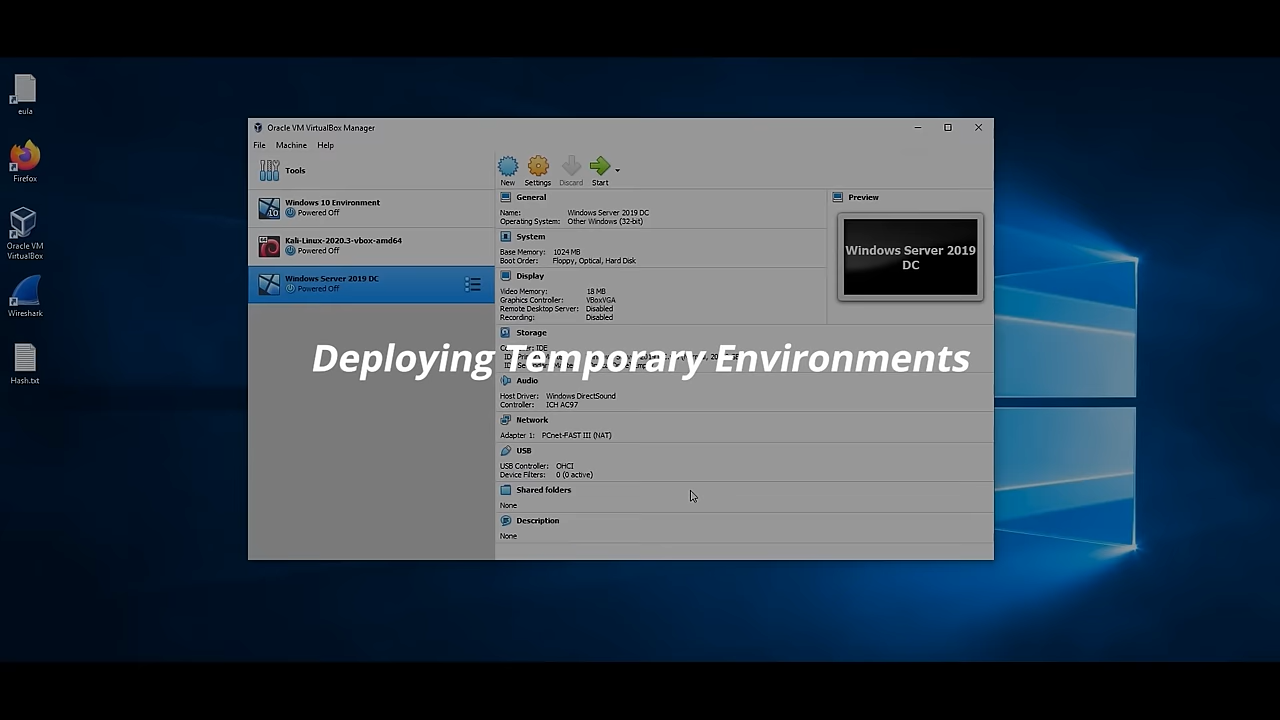 eula
Firefox
Oracle VM
VirtualBox
Wireshark
Hash.txt
Oracle VM VirtualBox Manager
File Machine Help
Tools
Windows 10 Environment
Powered Off
Kali-Linux-2020.3-vbox-amd64
Powered Off
Windows Server 2019 DC
Powered Off
New Settings Discard Start
General
Name: Windows Server 2019 DC
Operating System: Other Windows (32-bit)
System
Base Memory: 1024 MB
Boot Order: Floppy, Optical, Hard Disk
Display
Video Memory: 18 MB
Graphics Controller: VBoxVGA
Remote Desktop Server: Disabled
Recording: Disabled
Storage
Deploying Temporary Environments
Audio
Host Driver: Windows DirectSound
Controller: ICH AC97
Network
Adapter 1: PCnet-FAST III (NAT)
USB
USB Controller: OHCI
Device Filters: 0 (0 active)
Shared folders
None
Description
None
Preview
Windows Server 2019
DC